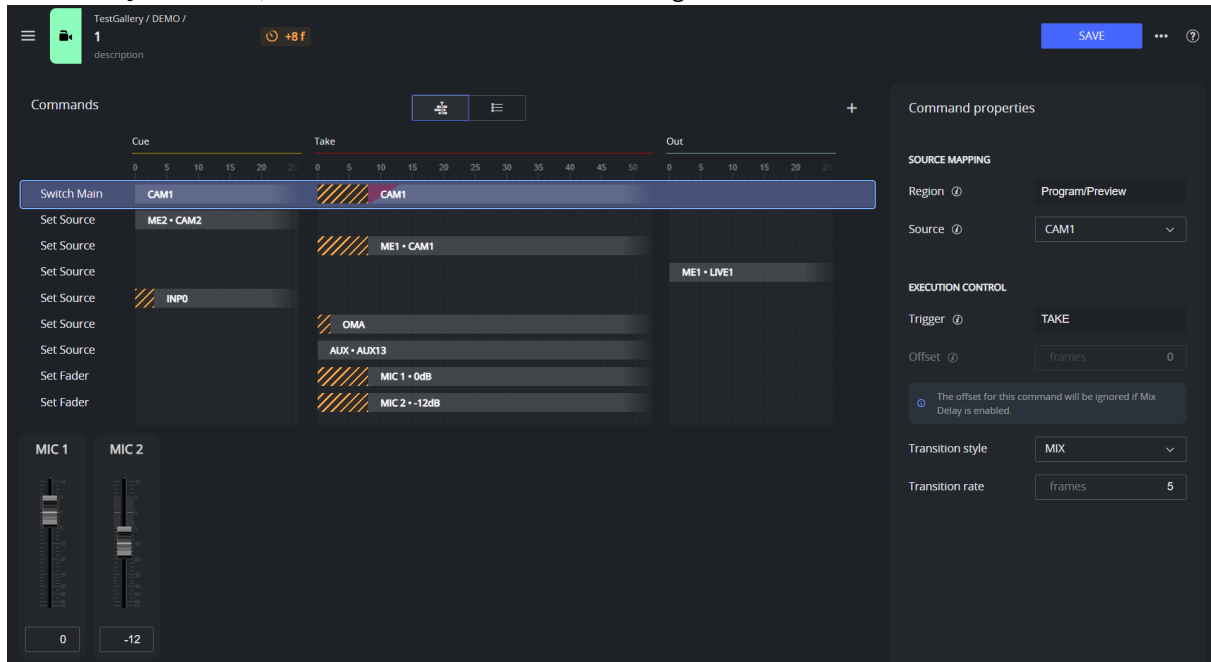 TestGallery / DEMO /
1
description
+8 f
SAVE
Commands
Cue
Take
Out
0 5 10 15 20 25
0 5 10 15 20 25 30 35 40 45 50
0 5 10 15 20 25
Switch Main CAM1 CAM1
Set Source ME2 • CAM2
Set Source ME1 • CAM1
Set Source ME1 • LIVE1
Set Source INP0
Set Source OMA
Set Source AUX • AUX13
Set Fader MIC 1 • 0dB
Set Fader MIC 2 • -12dB
MIC 1 MIC 2
0 -12
Command properties
SOURCE MAPPING
Region Program/Preview
Source CAM1
EXECUTION CONTROL
Trigger TAKE
Offset frames 0
The offset for this command will be ignored if Mix
Delay is enabled.
Transition style MIX
Transition rate frames 5